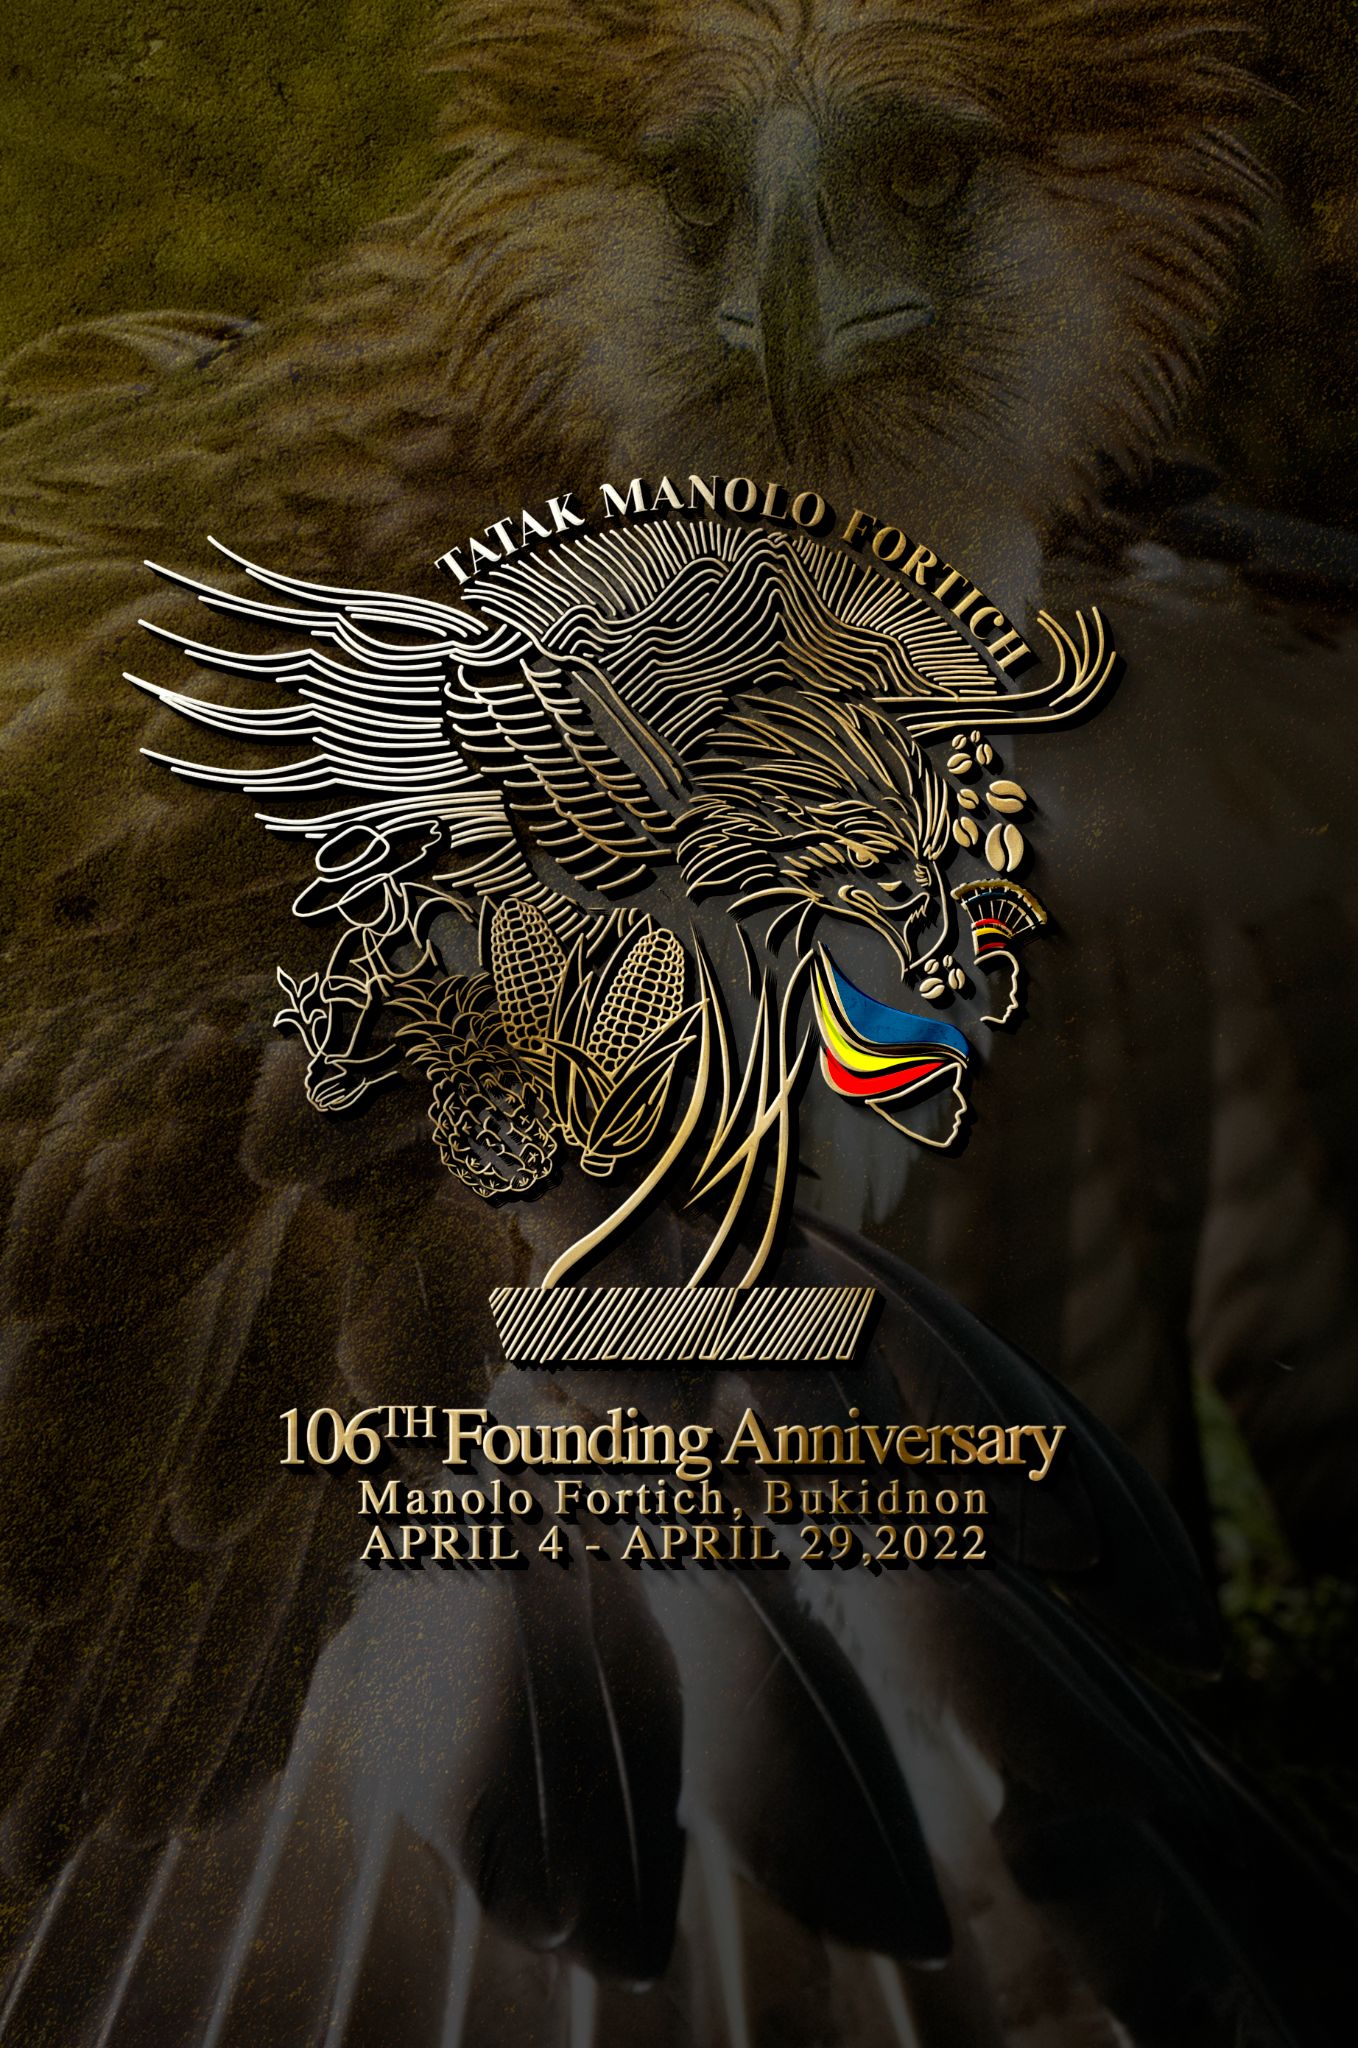 TATAK MANOLO FORTICH
106TH Founding Anniversary
Manolo Fortich, Bukidnon
APRIL 4 - APRIL 29,2022